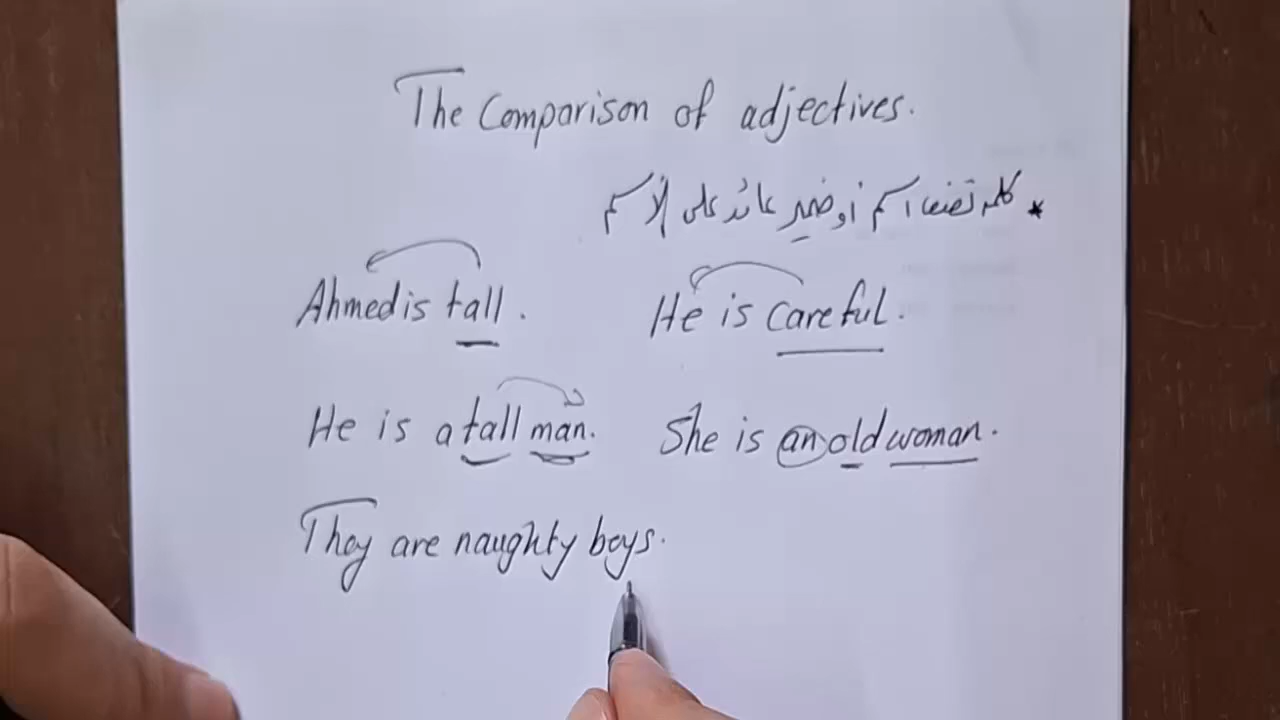 The Comparison of adjectives.
* كلمه تصف اسم أو ضمير عائد على الاسم
Ahmed is tall. He is careful.
He is a tall man. She is an old woman.
They are naughty boys.